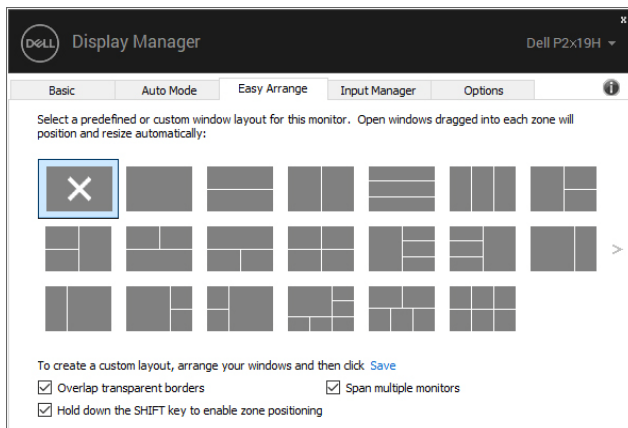 x
DELL Display Manager Dell P2x19H
Basic Auto Mode Easy Arrange Input Manager Options
Select a predefined or custom window layout for this monitor. Open windows dragged into each zone will
position and resize automatically:
To create a custom layout, arrange your windows and then click Save
Overlap transparent borders Span multiple monitors
Hold down the SHIFT key to enable zone positioning